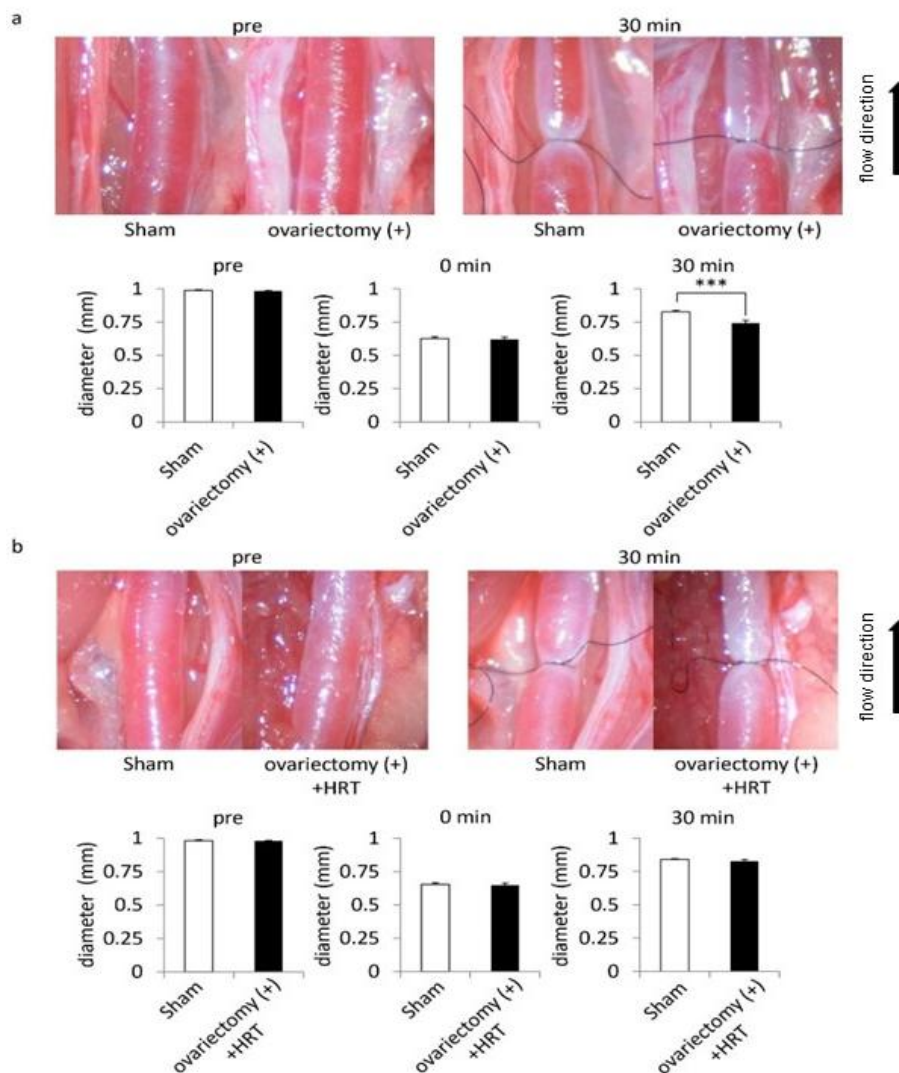 a
pre
30 min
Sham
ovariectomy (+)
Sham
ovariectomy (+)
flow direction
pre
0 min
30 min
diameter (mm)
1
0.75
0.5
0.25
0
Sham
ovariectomy (+)
diameter (mm)
1
0.75
0.5
0.25
0
Sham
ovariectomy (+)
diameter (mm)
1
0.75
0.5
0.25
0
***
Sham
ovariectomy (+)
b
pre
30 min
Sham
ovariectomy (+)
+HRT
Sham
ovariectomy (+)
+HRT
flow direction
pre
0 min
30 min
diameter (mm)
1
0.75
0.5
0.25
0
Sham
ovariectomy (+)
+HRT
diameter (mm)
1
0.75
0.5
0.25
0
Sham
ovariectomy (+)
+HRT
diameter (mm)
1
0.75
0.5
0.25
0
Sham
ovariectomy (+)
+HRT